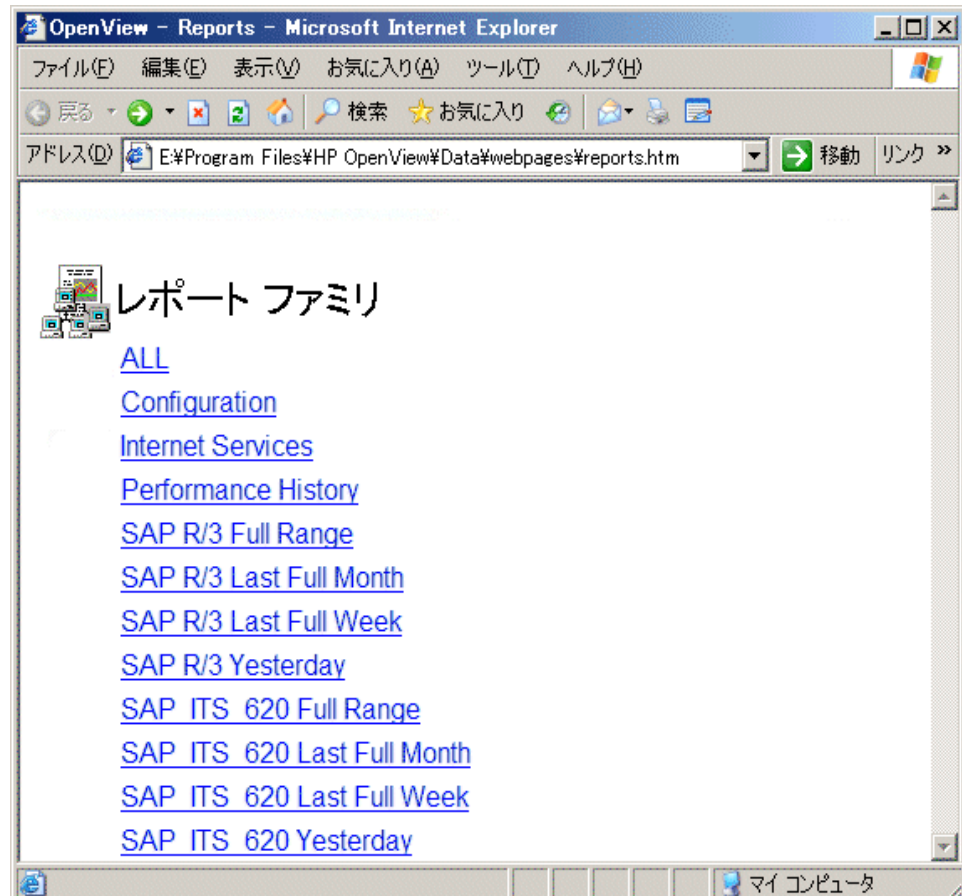 OpenView - Reports - Microsoft Internet Explorer
ファイル(F) 編集(E) 表示(V) お気に入り(A) ツール(T) ヘルプ(H)
戻る 検索 お気に入り
アドレス(D) E:¥Program Files¥HP OpenView¥Data¥webpages¥reports.htm 移動 リンク »
レポート ファミリ
ALL
Configuration
Internet Services
Performance History
SAP R/3 Full Range
SAP R/3 Last Full Month
SAP R/3 Last Full Week
SAP R/3 Yesterday
SAP_ITS_620 Full Range
SAP_ITS_620 Last Full Month
SAP_ITS_620 Last Full Week
SAP_ITS_620 Yesterday
マイ コンピュータ